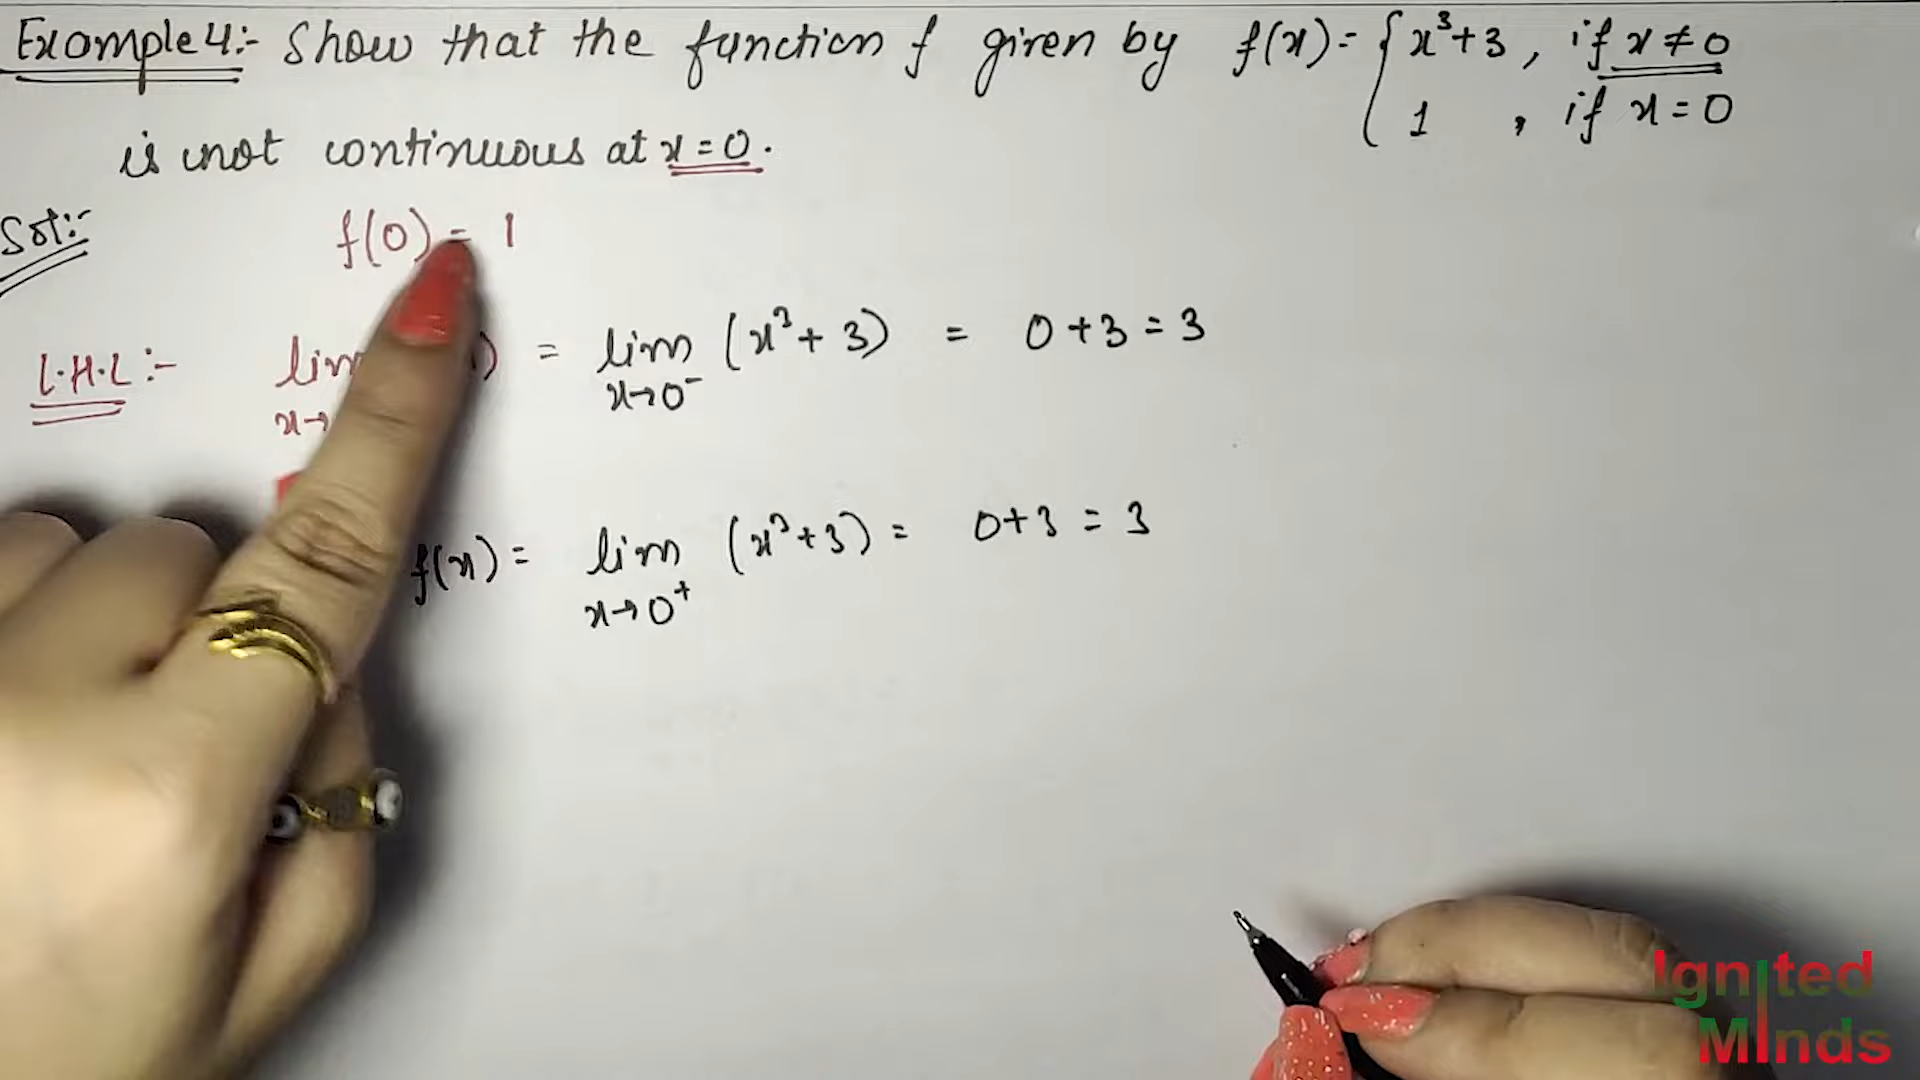 Example 4:- Show that the function f given by f(x) = { x³+3 , if x ≠ 0
1 , if x = 0
is not continuous at x = 0.
Sol:-
f(0) = 1
L.H.L :- lim = lim (x³ + 3) = 0 + 3 = 3
x→ x→0⁻
f(x) = lim (x³+3) = 0+3 = 3
x→0⁺
Ignited
Minds